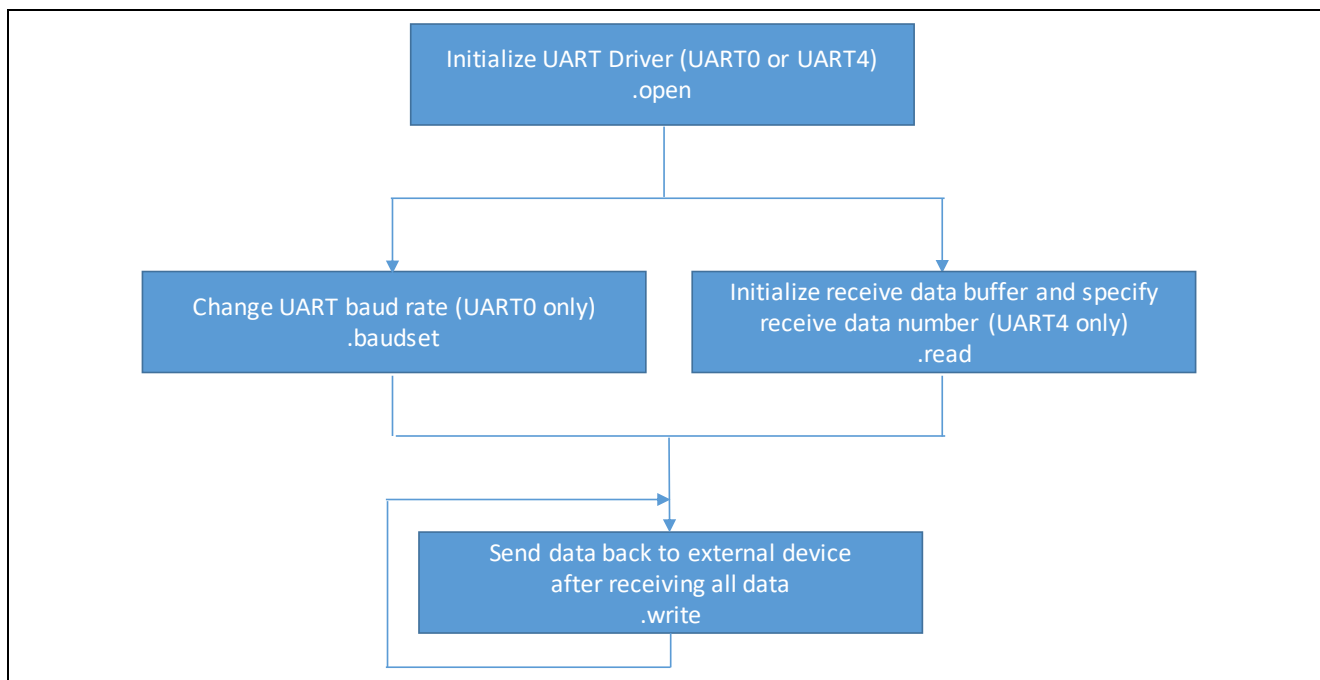 Initialize UART Driver (UART0 or UART4)
.open
Change UART baud rate (UART0 only)
.baudset
Initialize receive data buffer and specify
receive data number (UART4 only)
.read
Send data back to external device
after receiving all data
.write